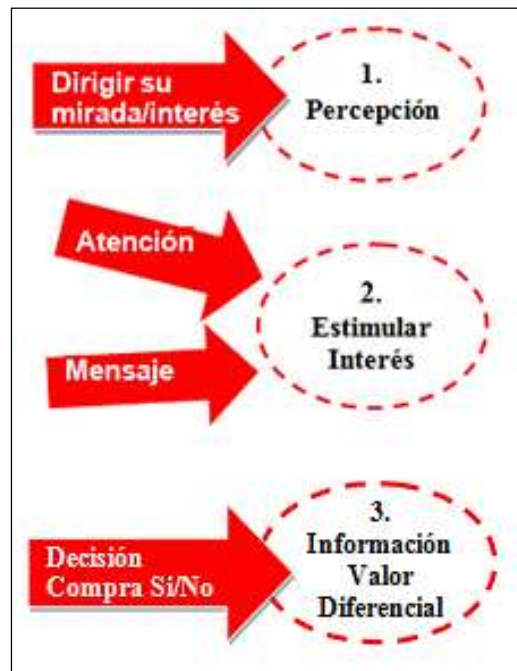 Dirigir su
mirada/interés
1.
Percepción
Atención
Mensaje
2.
Estimular
Interés
Decisión
Compra Si/No
3.
Información
Valor
Diferencial